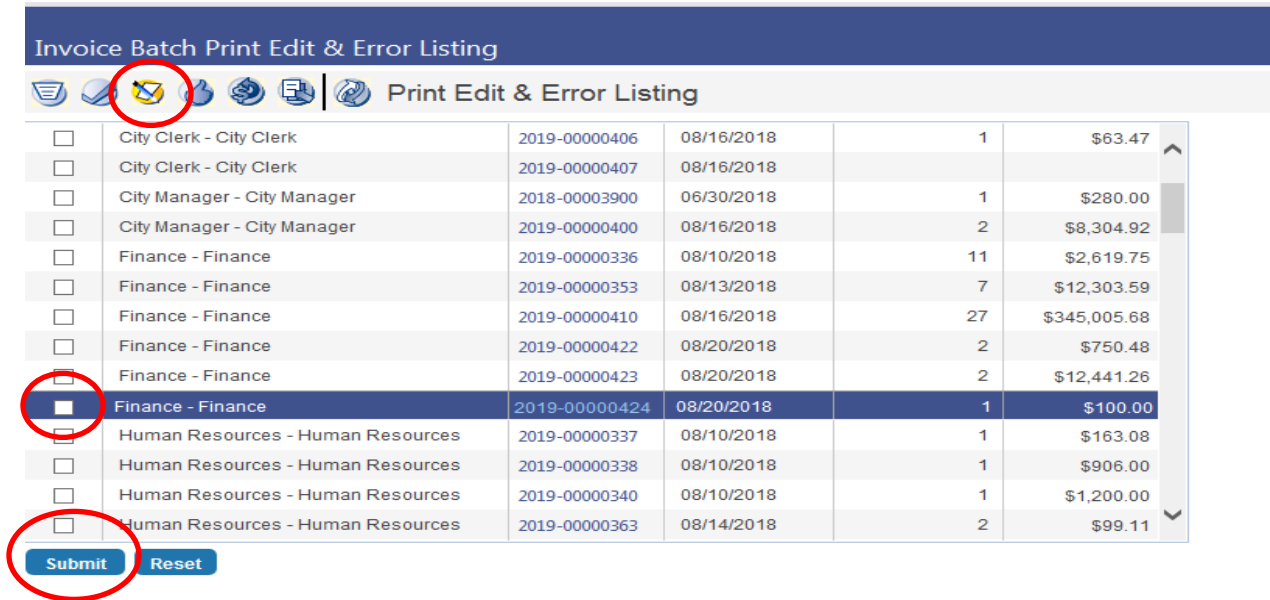 Invoice Batch Print Edit & Error Listing
Print Edit & Error Listing
City Clerk - City Clerk 2019-00000406 08/16/2018 1 $63.47
City Clerk - City Clerk 2019-00000407 08/16/2018
City Manager - City Manager 2018-00003900 06/30/2018 1 $280.00
City Manager - City Manager 2019-00000400 08/16/2018 2 $8,304.92
Finance - Finance 2019-00000336 08/10/2018 11 $2,619.75
Finance - Finance 2019-00000353 08/13/2018 7 $12,303.59
Finance - Finance 2019-00000410 08/16/2018 27 $345,005.68
Finance - Finance 2019-00000422 08/20/2018 2 $750.48
Finance - Finance 2019-00000423 08/20/2018 2 $12,441.26
Finance - Finance 2019-00000424 08/20/2018 1 $100.00
Human Resources - Human Resources 2019-00000337 08/10/2018 1 $163.08
Human Resources - Human Resources 2019-00000338 08/10/2018 1 $906.00
Human Resources - Human Resources 2019-00000340 08/10/2018 1 $1,200.00
Human Resources - Human Resources 2019-00000363 08/14/2018 2 $99.11
Submit Reset